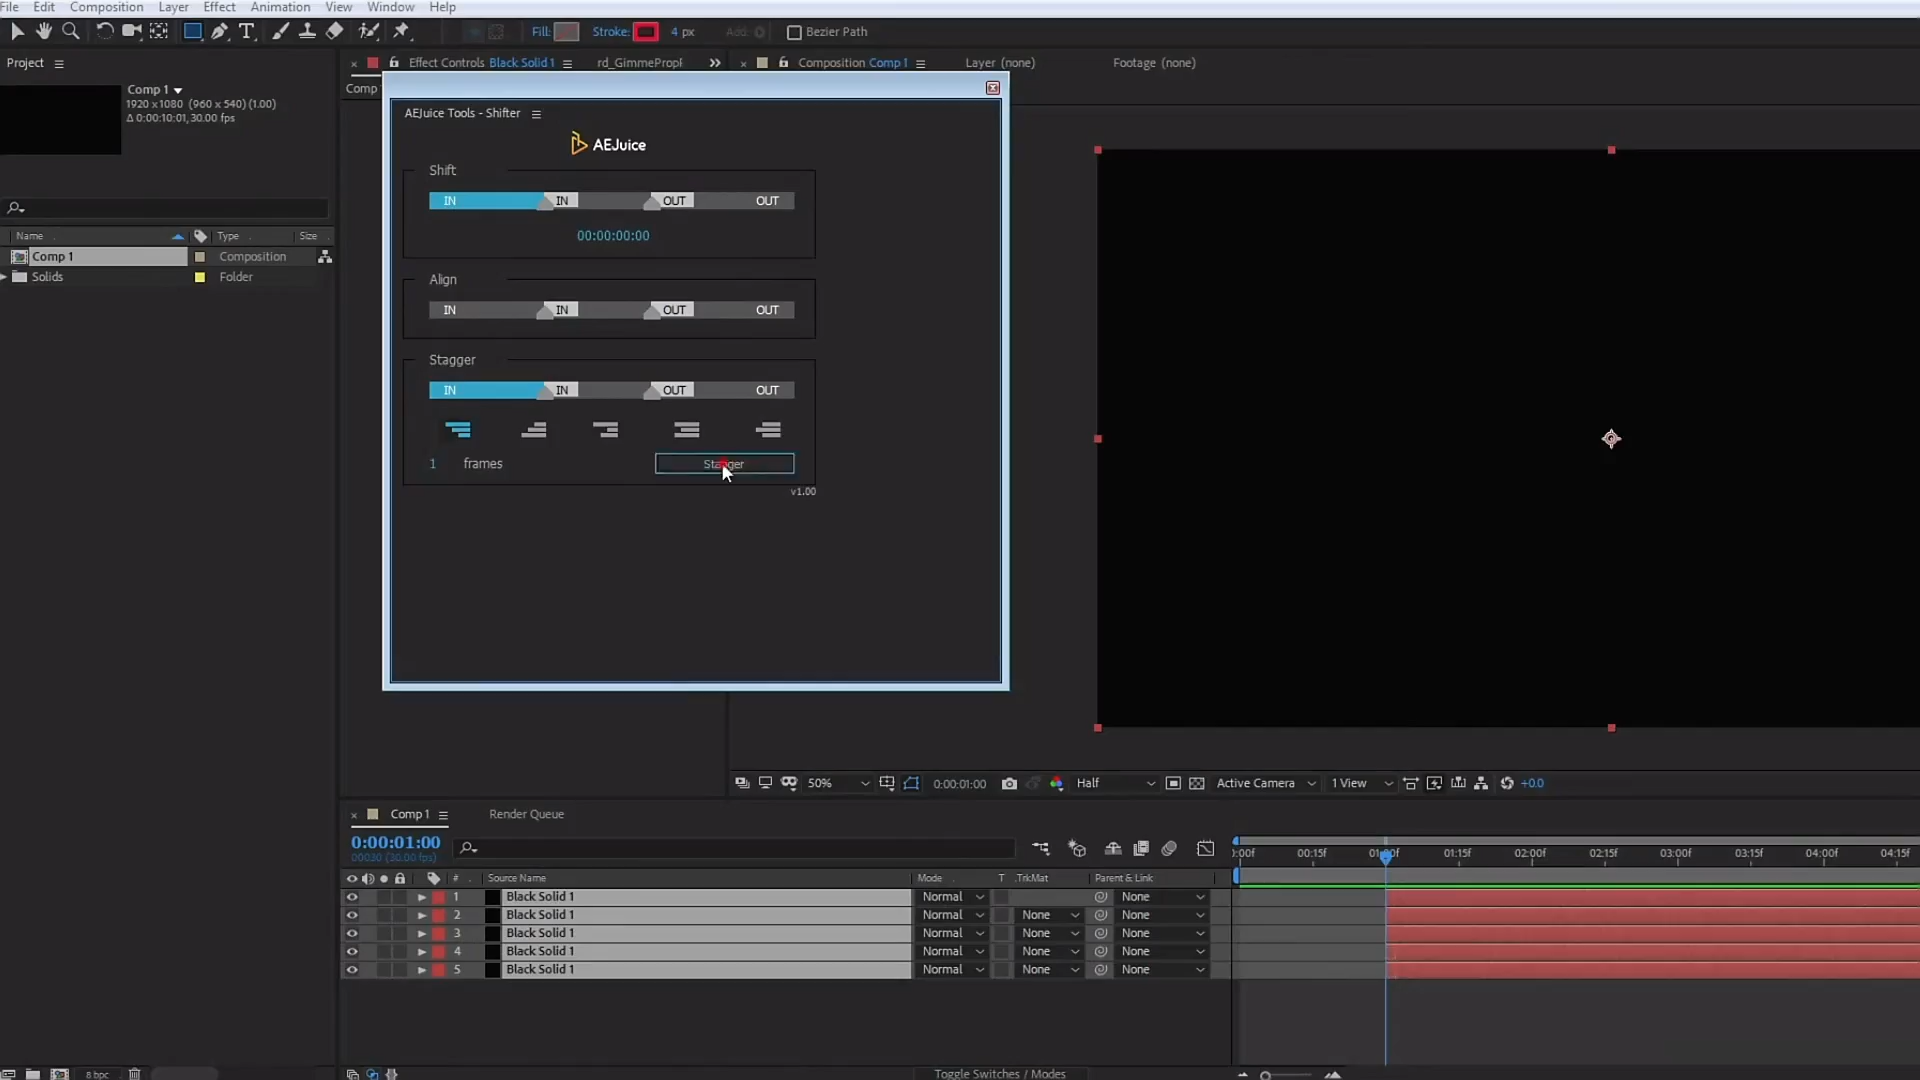 File Edit Composition Layer Effect Animation View Window Help
Fill: Stroke: 4 px Add: Bezier Path
Project
Effect Controls Black Solid 1
Composition Comp 1
Layer (none)
Footage (none)
Comp
Comp 1
1920 x1080 (960 x 540) (1.00)
Δ 0:00:10:01, 30.00 fps
Name Type Size
Comp 1 Composition
Solids Folder
AEJuice Tools - Shifter
AEJuice
Shift
IN IN OUT OUT
00:00:00:00
Align
IN IN OUT OUT
Stagger
IN IN OUT OUT
1 frames Stagger
v1.00
50% 0:00:01:00 Half Active Camera 1 View +0.0
Comp 1 Render Queue
0:00:01:00
00030 (30.00 fps)
:00f 00:15f 01:00f 01:15f 02:00f 02:15f 03:00f 03:15f 04:00f 04:15f
# Source Name Mode T .TrkMat Parent & Link
1 Black Solid 1 Normal None
2 Black Solid 1 Normal None None
3 Black Solid 1 Normal None None
4 Black Solid 1 Normal None None
5 Black Solid 1 Normal None None
8 bpc Toggle Switches / Modes